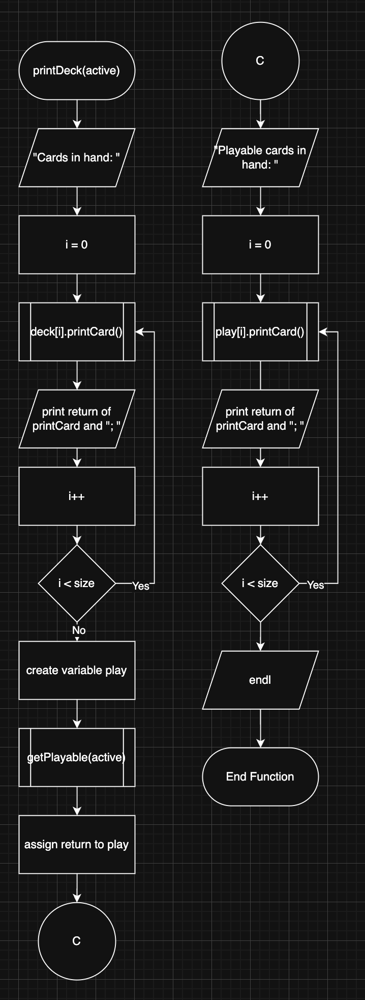 printDeck(active)
"Cards in hand: "
i = 0
deck[i].printCard()
print return of
printCard and "; "
i++
i < size
Yes
No
create variable play
getPlayable(active)
assign return to play
C
C
"Playable cards in
hand: "
i = 0
play[i].printCard()
print return of
printCard and "; "
i++
i < size
Yes
endl
End Function